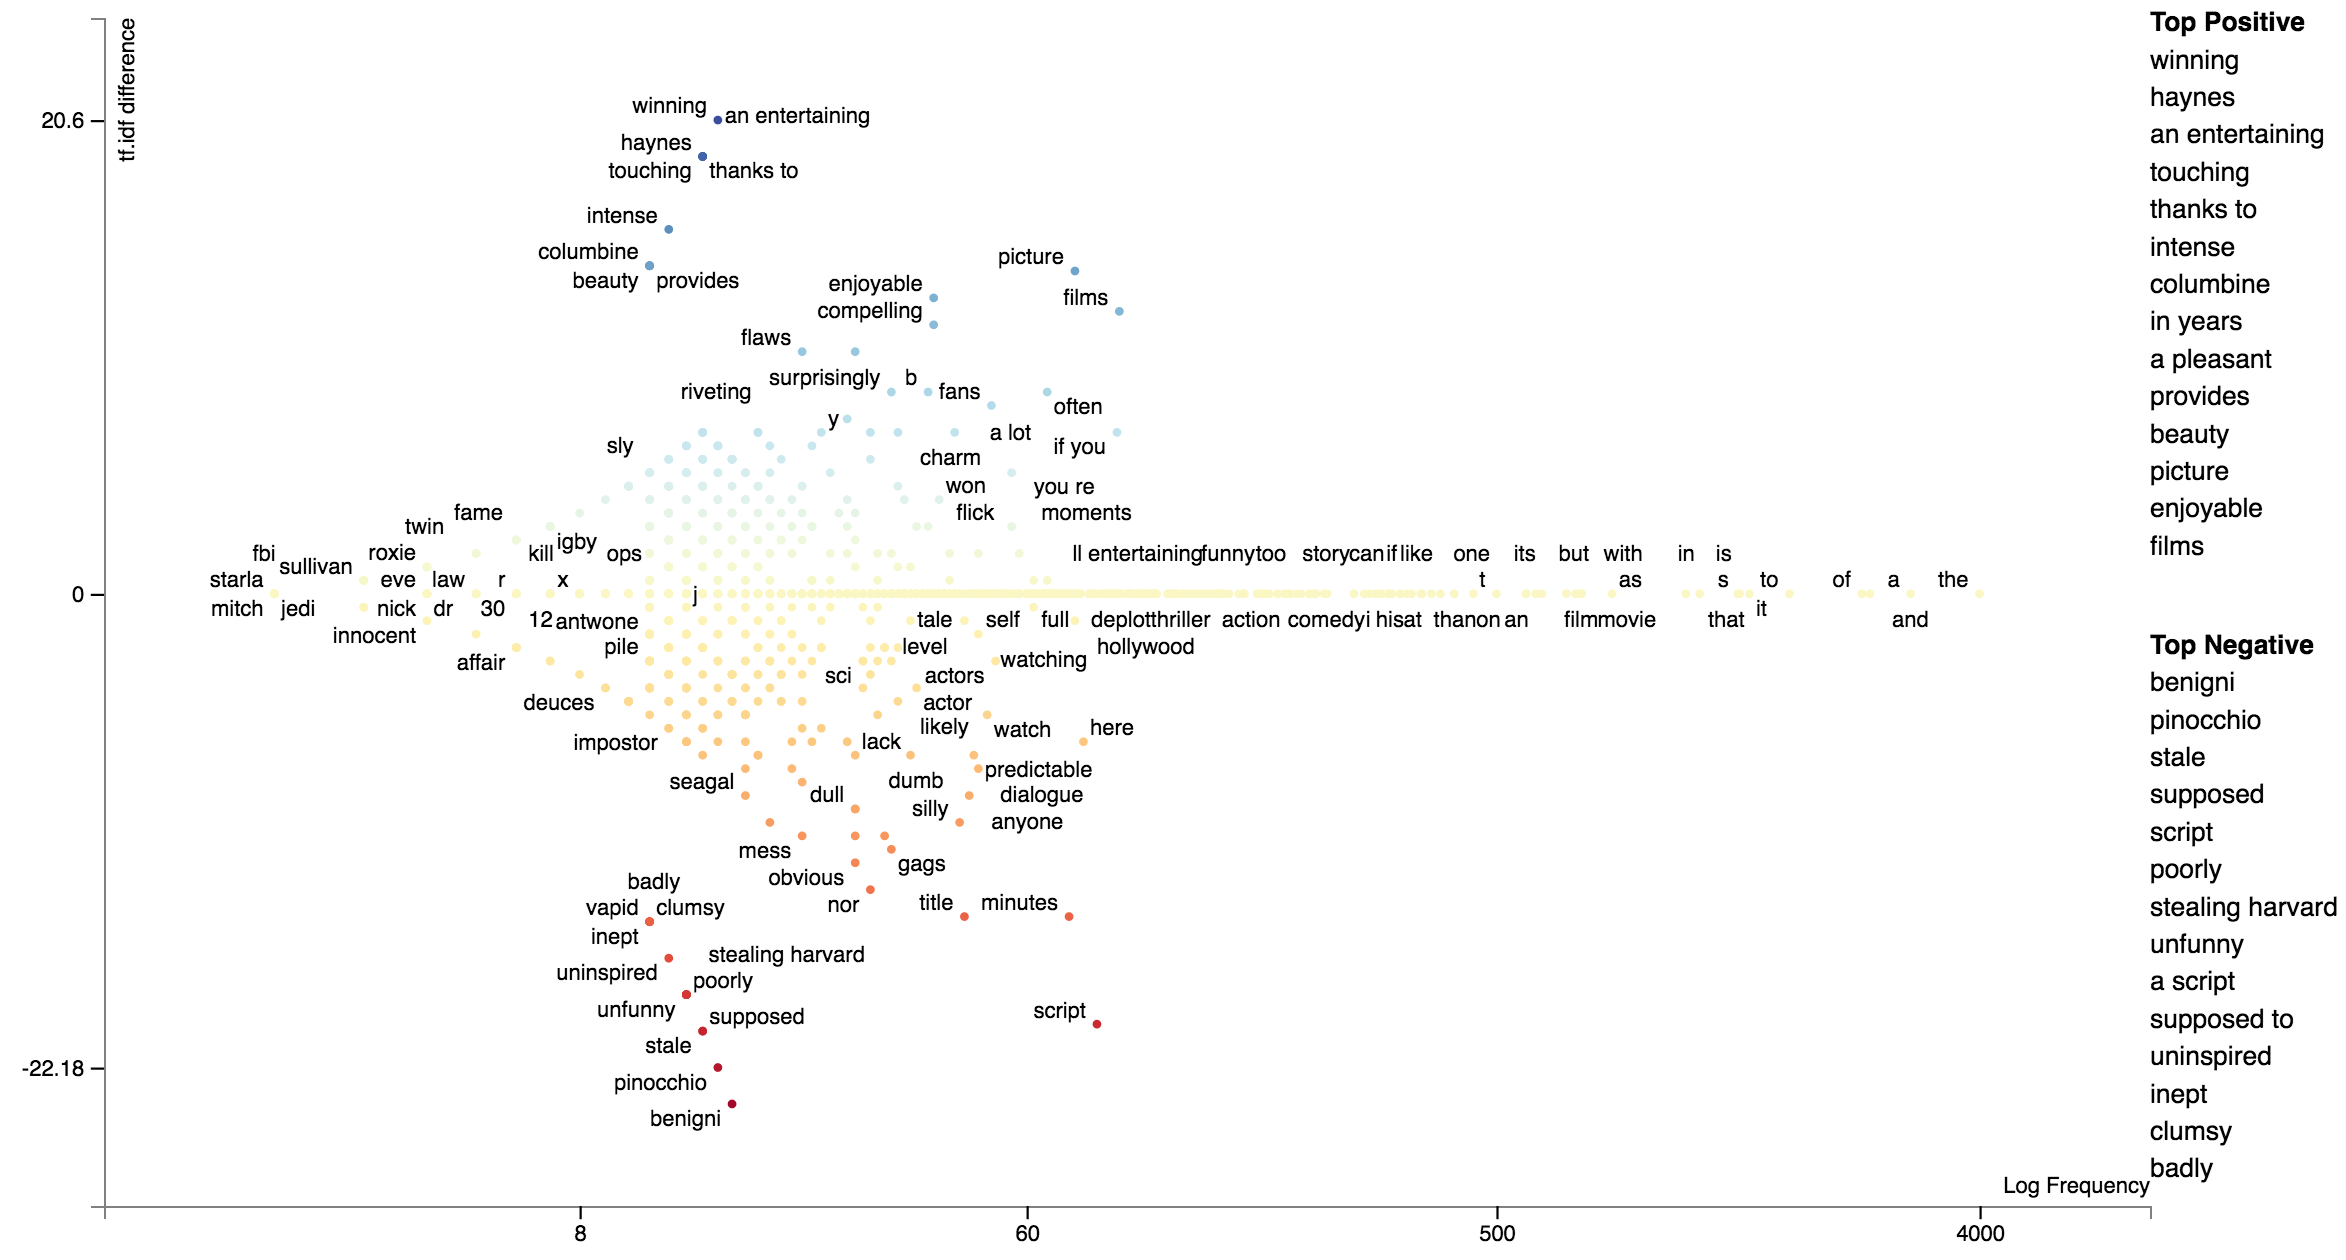 tf.idf difference
Top Positive
winning
haynes
an entertaining
touching
thanks to
intense
columbine
in years
a pleasant
provides
beauty
picture
enjoyable
films
Top Negative
benigni
pinocchio
stale
supposed
script
poorly
stealing harvard
unfunny
a script
supposed to
uninspired
inept
clumsy
badly
20.6
0
-22.18
winning
an entertaining
haynes
touching thanks to
intense
columbine
beauty provides
picture
enjoyable
films
compelling
flaws
surprisingly b
riveting fans
often
y
a lot
sly if you
charm
won you re
fame flick moments
twin
igby
fbi roxie kill ops ll entertaining funny too story can if like one its but with in is
sullivan
starla eve law r x t as s to of a the
j
mitch jedi nick dr 30 it
12 antwone tale self full de plot thriller action comedy i his at than on an film movie that and
innocent
pile level hollywood
affair watching
sci actors
deuces actor
likely watch here
impostor lack
predictable
seagal dumb
dull dialogue
silly
anyone
mess
gags
obvious
badly
nor title minutes
vapid clumsy
inept
stealing harvard
uninspired
poorly
unfunny script
supposed
stale
pinocchio
benigni
Log Frequency
8 60 500 4000